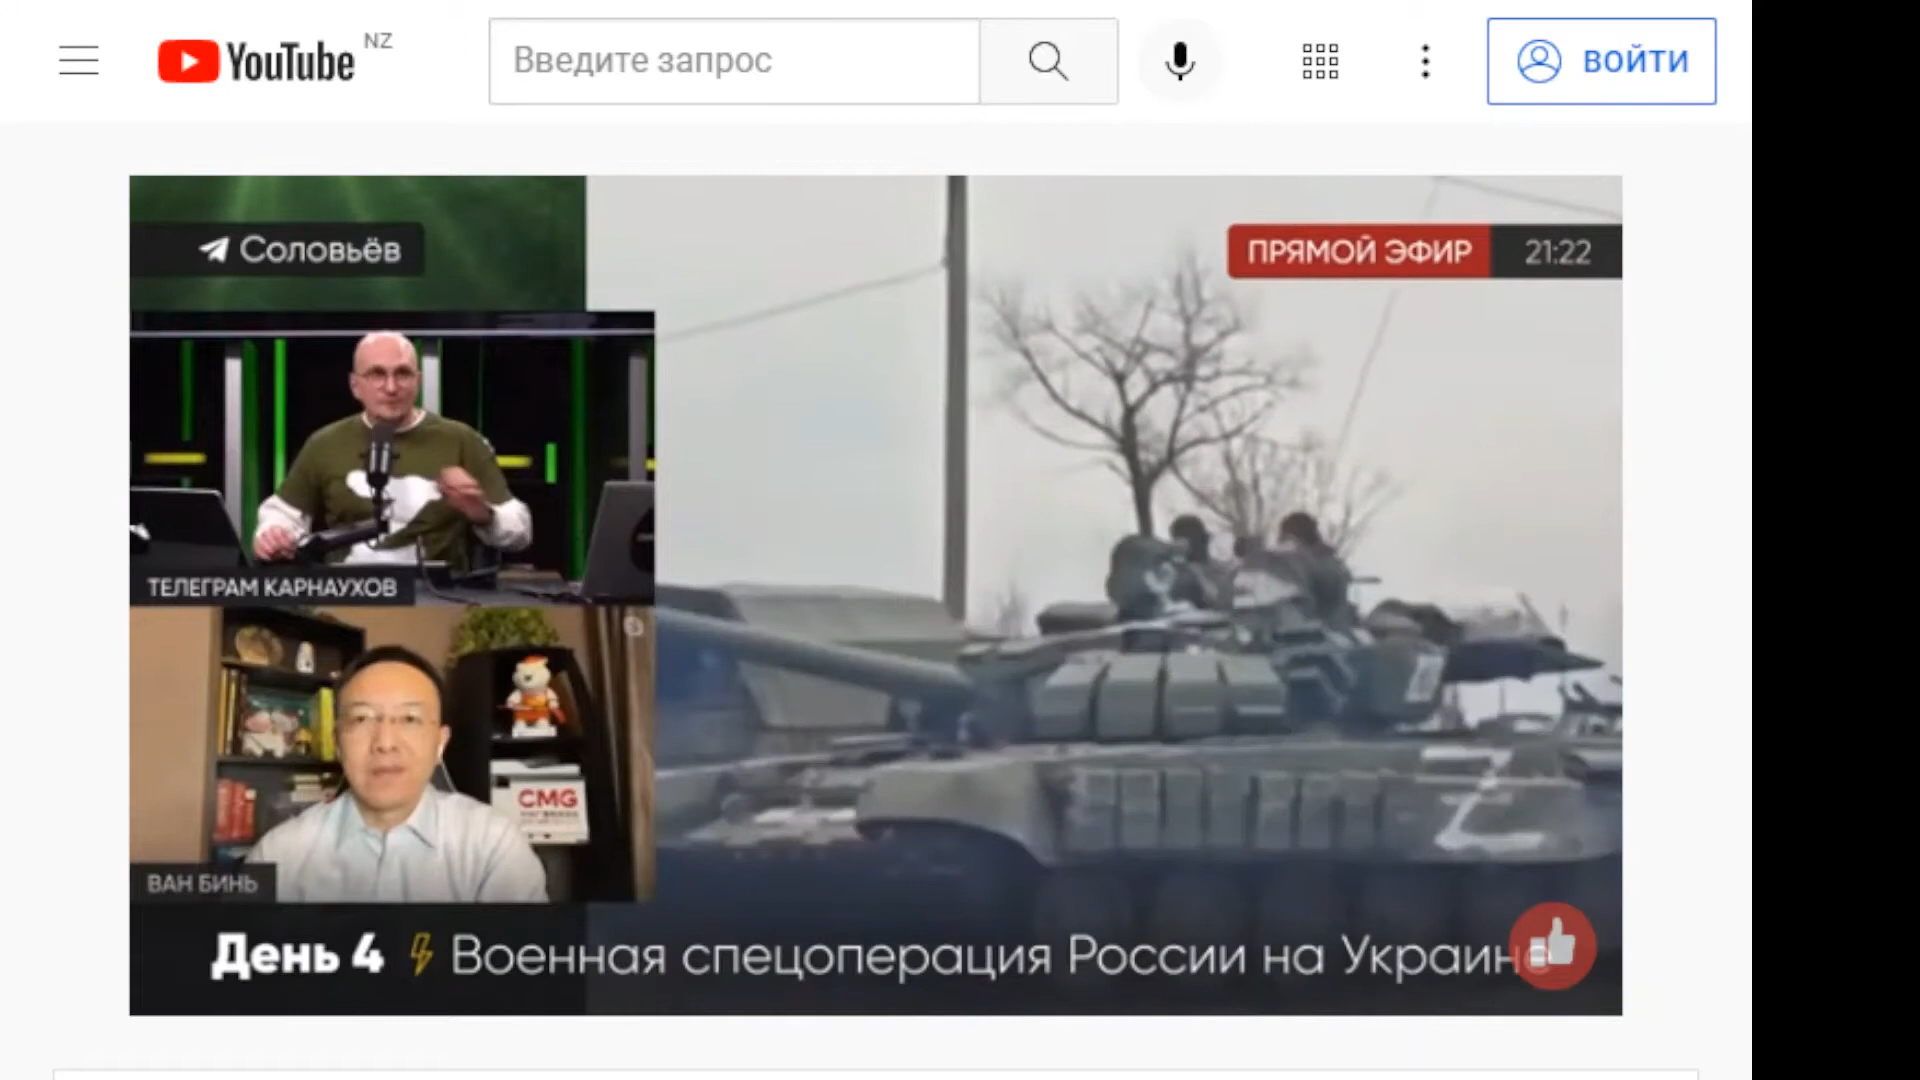 YouTube NZ
Введите запрос
ВОЙТИ
Соловьёв
ПРЯМОЙ ЭФИР 21:22
ТЕЛЕГРАМ КАРНАУХОВ
CMG
ВАН БИНЬ
Z
День 4 Военная спецоперация России на Украине